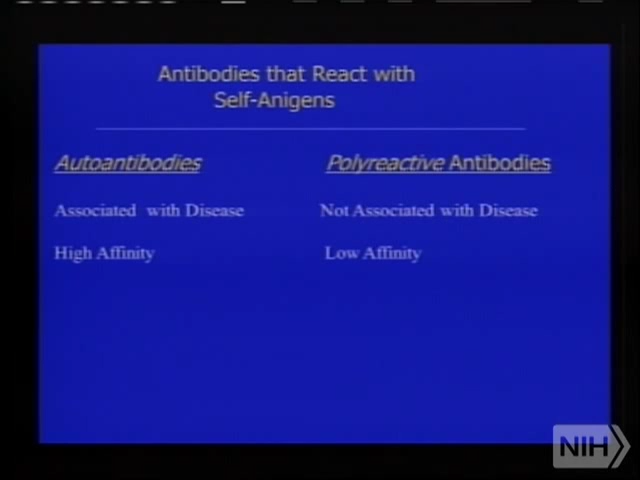 Antibodies that React with
Self-Anigens
Autoantibodies
Polyreactive Antibodies
Associated with Disease
Not Associated with Disease
High Affinity
Low Affinity
NIH